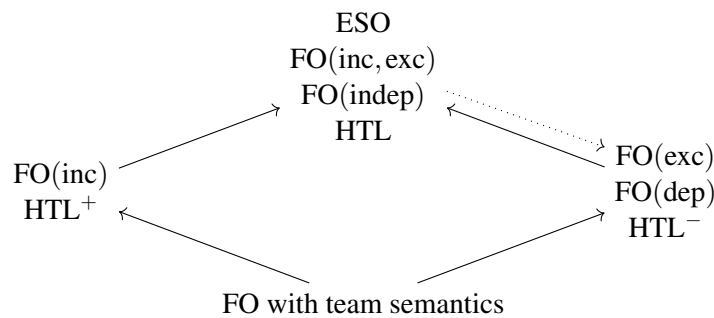 ESO
FO(inc, exc)
FO(indep)
HTL
FO(inc)
HTL⁺
FO(exc)
FO(dep)
HTL⁻
FO with team semantics